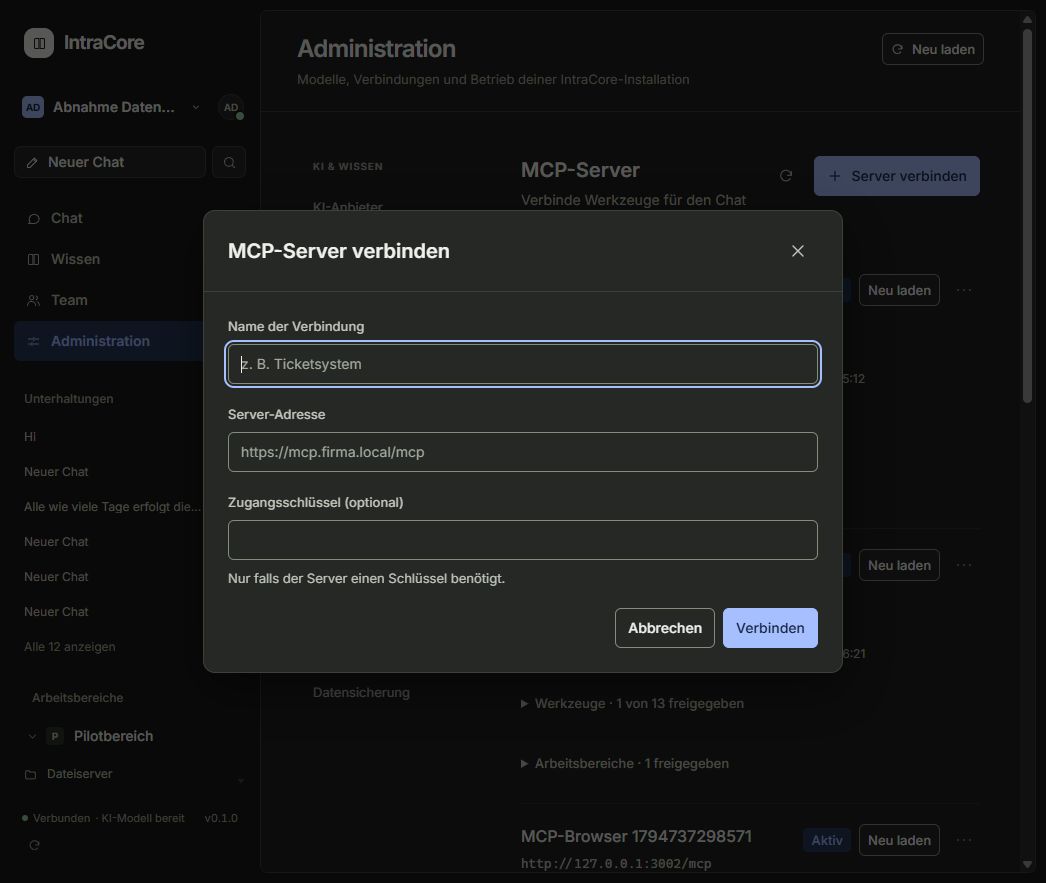 IntraCore
AD
Abnahme Daten...
AD
Neuer Chat
Chat
Wissen
Team
Administration
Unterhaltungen
Hi
Neuer Chat
Alle wie viele Tage erfolgt die...
Neuer Chat
Neuer Chat
Neuer Chat
Alle 12 anzeigen
Arbeitsbereiche
P
Pilotbereich
Dateiserver
Verbunden · KI-Modell bereit
v0.1.0
Administration
Modelle, Verbindungen und Betrieb deiner IntraCore-Installation
Neu laden
KI & WISSEN
KI-Anbieter
MCP-Server
Verbinde Werkzeuge für den Chat
+ Server verbinden
Neu laden
...
5:12
MCP-Server verbinden
Name der Verbindung
z. B. Ticketsystem
Server-Adresse
https://mcp.firma.local/mcp
Zugangsschlüssel (optional)
Nur falls der Server einen Schlüssel benötigt.
Abbrechen
Verbinden
Neu laden
...
6:21
Datensicherung
Werkzeuge · 1 von 13 freigegeben
Arbeitsbereiche · 1 freigegeben
MCP-Browser 1794737298571
Aktiv
Neu laden
...
http://127.0.0.1:3002/mcp